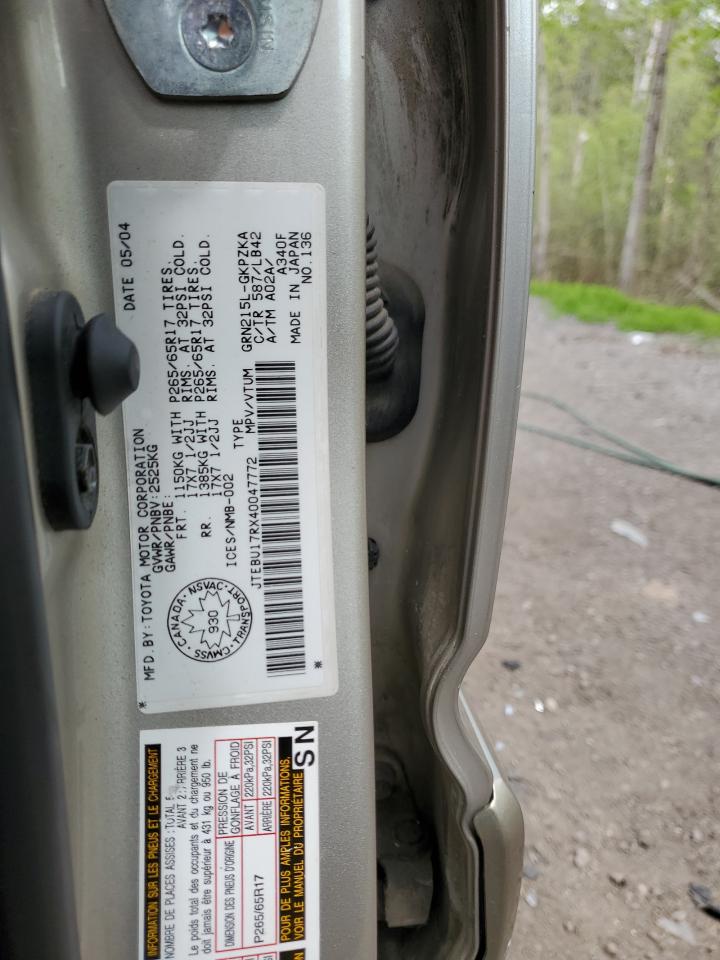 NISSIN
MFD. BY: TOYOTA MOTOR CORPORATION DATE 05/04
GVWR/PNBV: 2525KG
GAWR/PNBE:
FRT. 1150KG WITH P265/65R17 TIRES,
17X7 1/2JJ RIMS. AT 32PSI COLD.
RR. 1385KG WITH P265/65R17 TIRES,
17X7 1/2JJ RIMS. AT 32PSI COLD.
ICES/NMB-002 TYPE GRN215L-GKPZKA
MPV/VTUM C/TR 587/LB42
A/TM A02A/
A340F
MADE IN JAPAN
NO.136
JTEBU17RX40047772
CANADA · NSVAC · TRANSPORT · CMVSS
930
INFORMATION SUR LES PNEUS ET LE CHARGEMENT
NOMBRE DE PLACES ASSISES : TOTAL
AVANT 2, ARRIÈRE 3
Le poids total des occupants et du chargement ne
doit jamais être supérieur à 431 kg ou 950 lb.
DIMENSION DES PNEUS D'ORIGINE
PRESSION DE
GONFLAGE À FROID
P265/65R17
AVANT 220kPa,32PSI
ARRIÈRE 220kPa,32PSI
POUR DE PLUS AMPLES INFORMATIONS,
VOIR LE MANUEL DU PROPRIÉTAIRE
SN